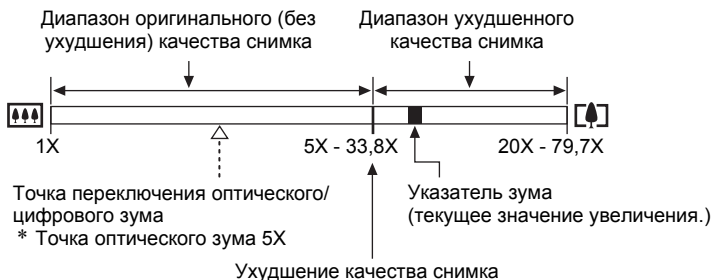 Диапазон оригинального (без
ухудшения) качества снимка
Диапазон ухудшенного
качества снимка
1X
5X - 33,8X
20X - 79,7X
Точка переключения оптического/
цифрового зума
* Точка оптического зума 5X
Указатель зума
(текущее значение увеличения.)
Ухудшение качества снимка